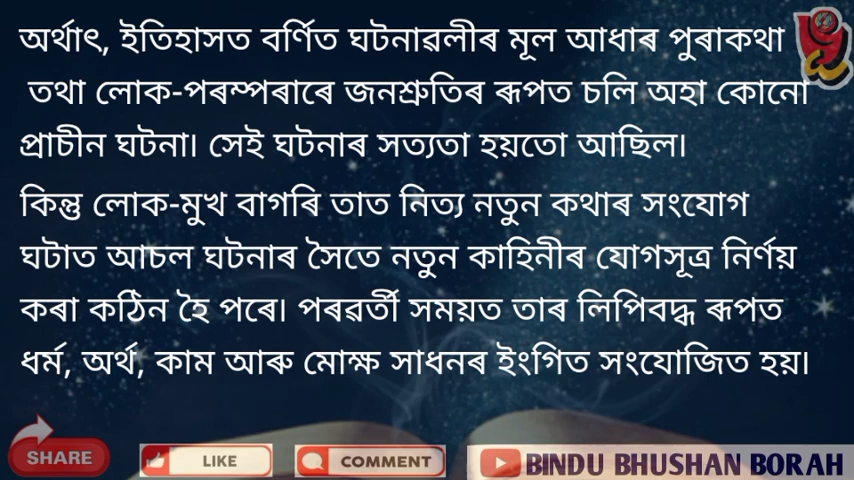 অৰ্থাৎ, ইতিহাসত বৰ্ণিত ঘটনাৱলীৰ মূল আধাৰ পুৰাকথা
তথা লোক-পৰম্পৰাৰে জনশ্ৰুতিৰ ৰূপত চলি অহা কোনো
প্ৰাচীন ঘটনা। সেই ঘটনাৰ সত্যতা হয়তো আছিল।
কিন্তু লোক-মুখ বাগৰি তাত নিত্য নতুন কথাৰ সংযোগ
ঘটাত আচল ঘটনাৰ সৈতে নতুন কাহিনীৰ যোগসূত্ৰ নিৰ্ণয়
কৰা কঠিন হৈ পৰে। পৰৱৰ্তী সময়ত তাৰ লিপিবদ্ধ ৰূপত
ধৰ্ম, অৰ্থ, কাম আৰু মোক্ষ সাধনৰ ইংগিত সংযোজিত হয়।
SHARE LIKE COMMENT BINDU BHUSHAN BORAH